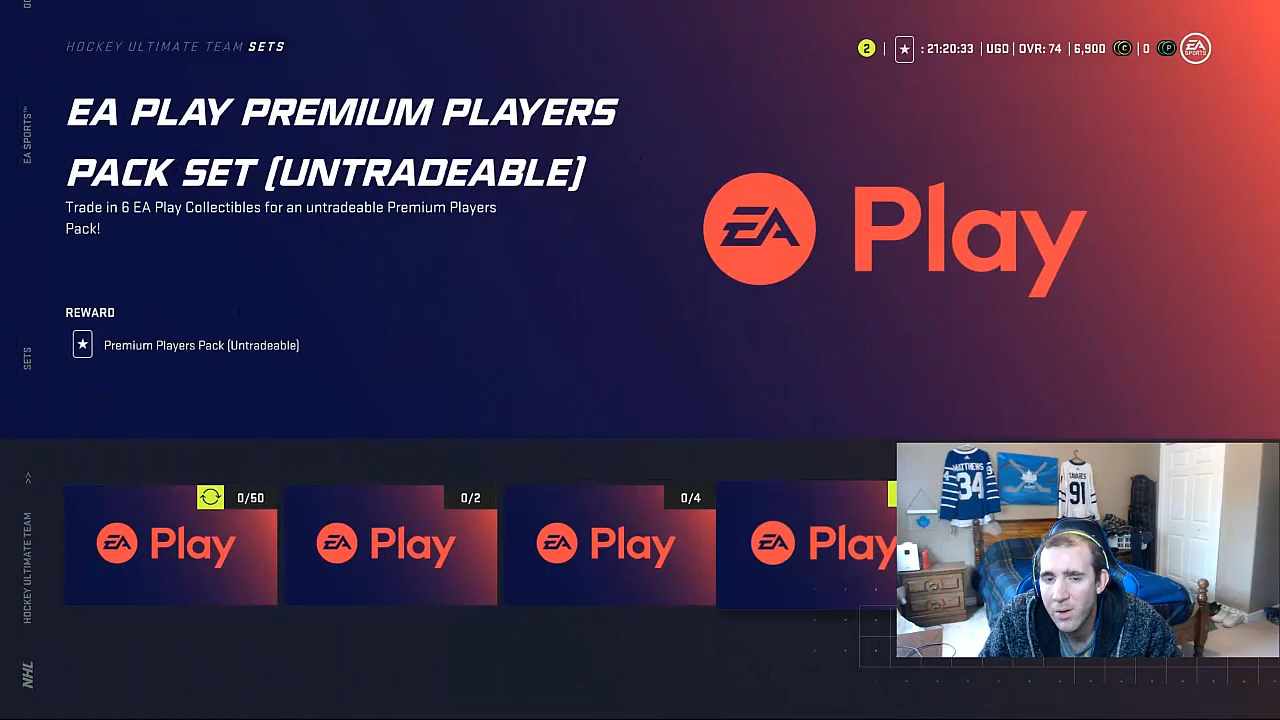 HOCKEY ULTIMATE TEAM SETS
2 | : 21:20:33 | UGD | OVR: 74 | 6,900 C | 0 P EA SPORTS
EA PLAY PREMIUM PLAYERS
PACK SET (UNTRADEABLE)
Trade in 6 EA Play Collectibles for an untradeable Premium Players
Pack!
EA Play
REWARD
Premium Players Pack (Untradeable)
EA SPORTS™
SETS
HOCKEY ULTIMATE TEAM >>
NHL
0/50
EA Play
0/2
EA Play
0/4
EA Play
EA Play
MATTHEWS
34
TAVARES
91